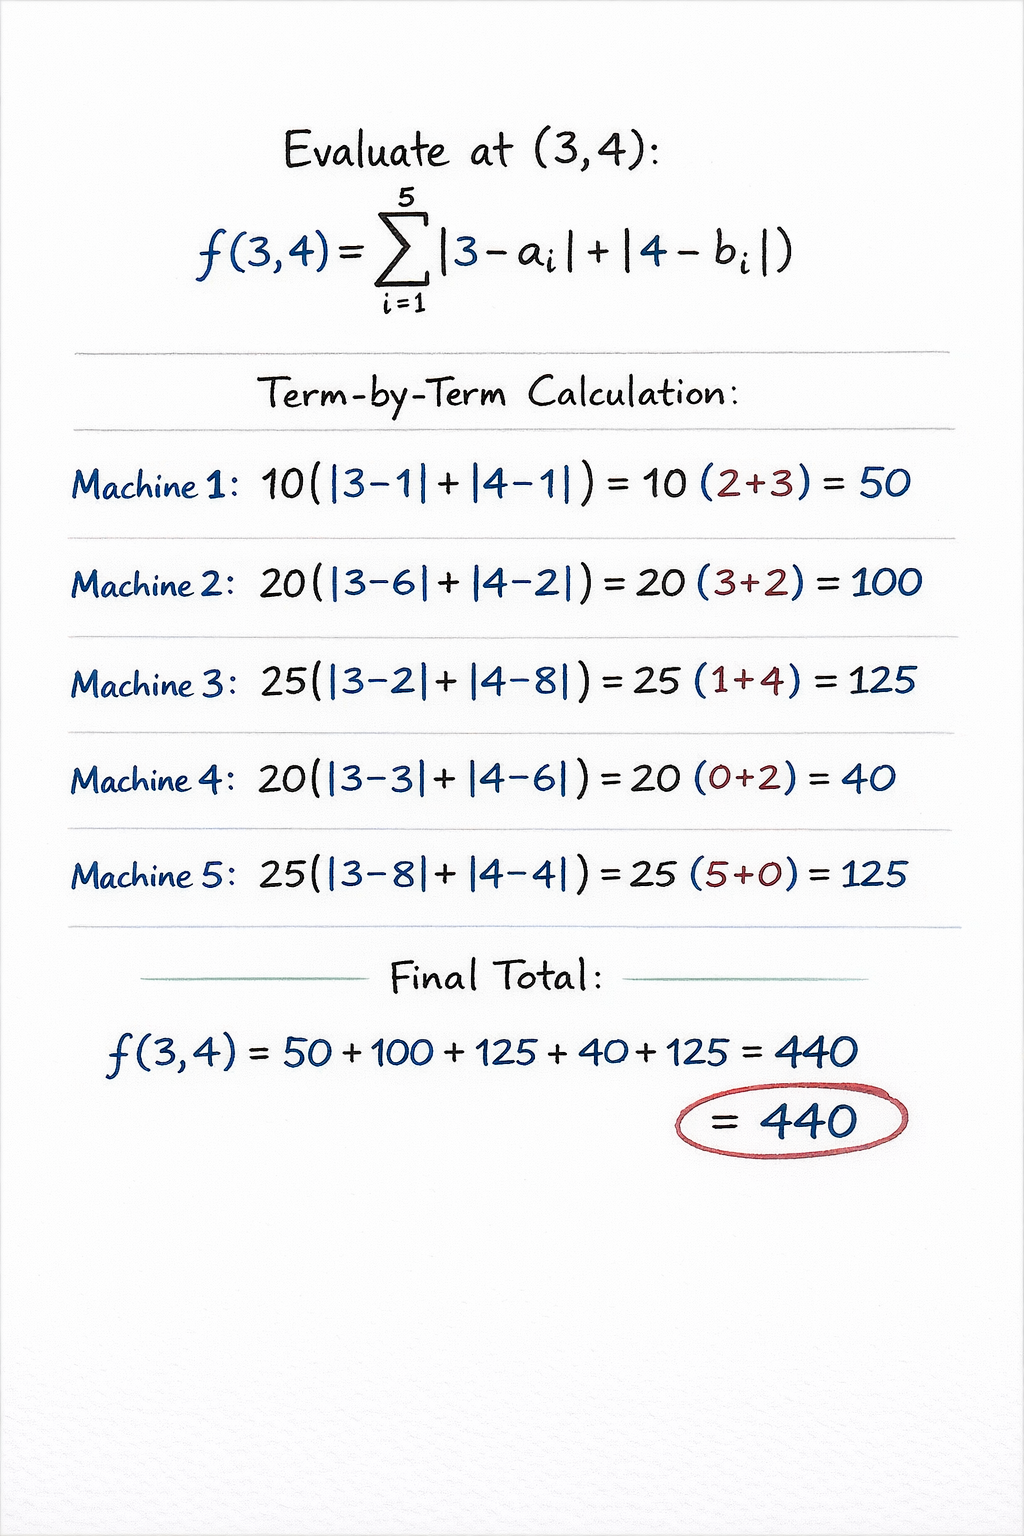 Evaluate at (3,4):
5
f(3,4) = ∑ |3 - aᵢ| + |4 - bᵢ|)
i=1
Term-by-Term Calculation:
Machine 1: 10(|3-1| + |4-1|) = 10 (2+3) = 50
Machine 2: 20(|3-6| + |4-2|) = 20 (3+2) = 100
Machine 3: 25(|3-2| + |4-8|) = 25 (1+4) = 125
Machine 4: 20(|3-3| + |4-6|) = 20 (0+2) = 40
Machine 5: 25(|3-8| + |4-4|) = 25 (5+0) = 125
Final Total:
f(3,4) = 50 + 100 + 125 + 40 + 125 = 440
= 440